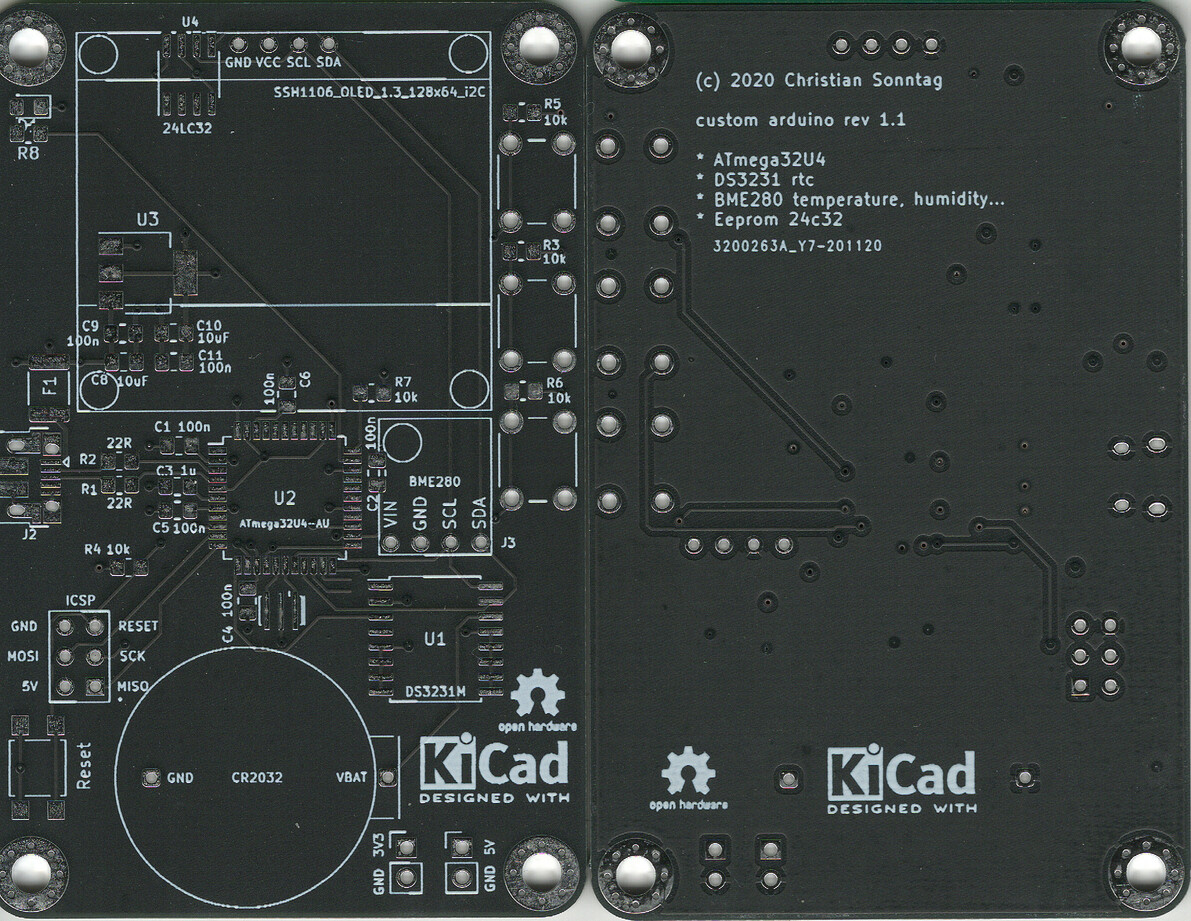 U4
GND VCC SCL SDA
SSH1106_OLED_1.3_128x64_i2C
24LC32
R8
R5
10k
U3
R3
10k
C9
100n
C10
10uF
C11
100n
C8 10uF
F1
100n
C6
R7
10k
R6
10k
C1 100n
22R
R2
C3 1u
R1
22R
C5 100n
J2
U2
ATmega32U4-AU
100n
C2
BME280
VIN
GND
SCL
SDA
J3
R4 10k
C4 100n
ICSP
GND
RESET
MOSI
SCK
5V
MISO
U1
DS3231M
open hardware
KiCad
DESIGNED WITH
Reset
GND
CR2032
VBAT
3V3
GND
5V
GND
(c) 2020 Christian Sonntag
custom arduino rev 1.1
* ATmega32U4
* DS3231 rtc
* BME280 temperature, humidity...
* Eeprom 24c32
3200263A_Y7-201120
open hardware
KiCad
DESIGNED WITH